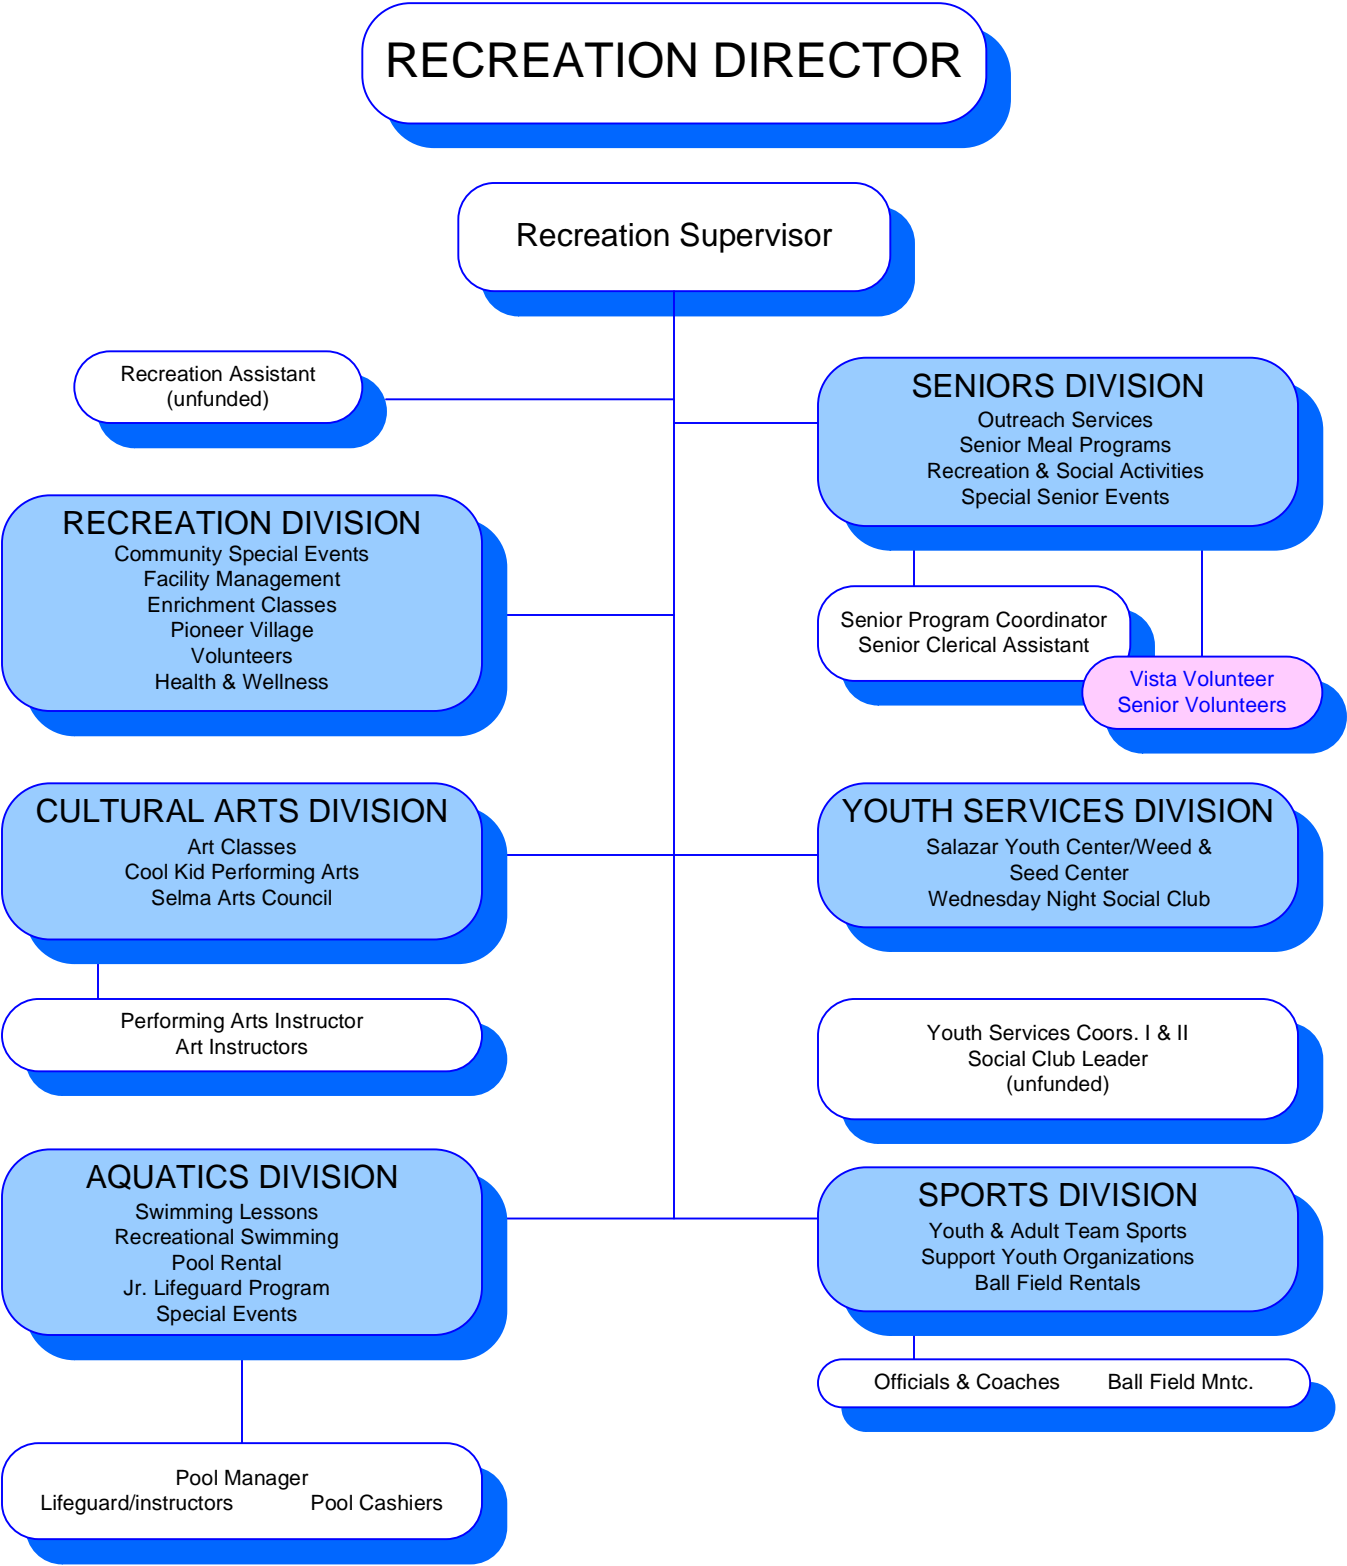 RECREATION DIRECTOR
Recreation Supervisor
Recreation Assistant
(unfunded)
SENIORS DIVISION
Outreach Services
Senior Meal Programs
Recreation & Social Activities
Special Senior Events
RECREATION DIVISION
Community Special Events
Facility Management
Enrichment Classes
Pioneer Village
Volunteers
Health & Wellness
Senior Program Coordinator
Senior Clerical Assistant
Vista Volunteer
Senior Volunteers
CULTURAL ARTS DIVISION
Art Classes
Cool Kid Performing Arts
Selma Arts Council
YOUTH SERVICES DIVISION
Salazar Youth Center/Weed &
Seed Center
Wednesday Night Social Club
Performing Arts Instructor
Art Instructors
Youth Services Coors. I & II
Social Club Leader
(unfunded)
AQUATICS DIVISION
Swimming Lessons
Recreational Swimming
Pool Rental
Jr. Lifeguard Program
Special Events
SPORTS DIVISION
Youth & Adult Team Sports
Support Youth Organizations
Ball Field Rentals
Officials & Coaches Ball Field Mntc.
Pool Manager
Lifeguard/instructors Pool Cashiers